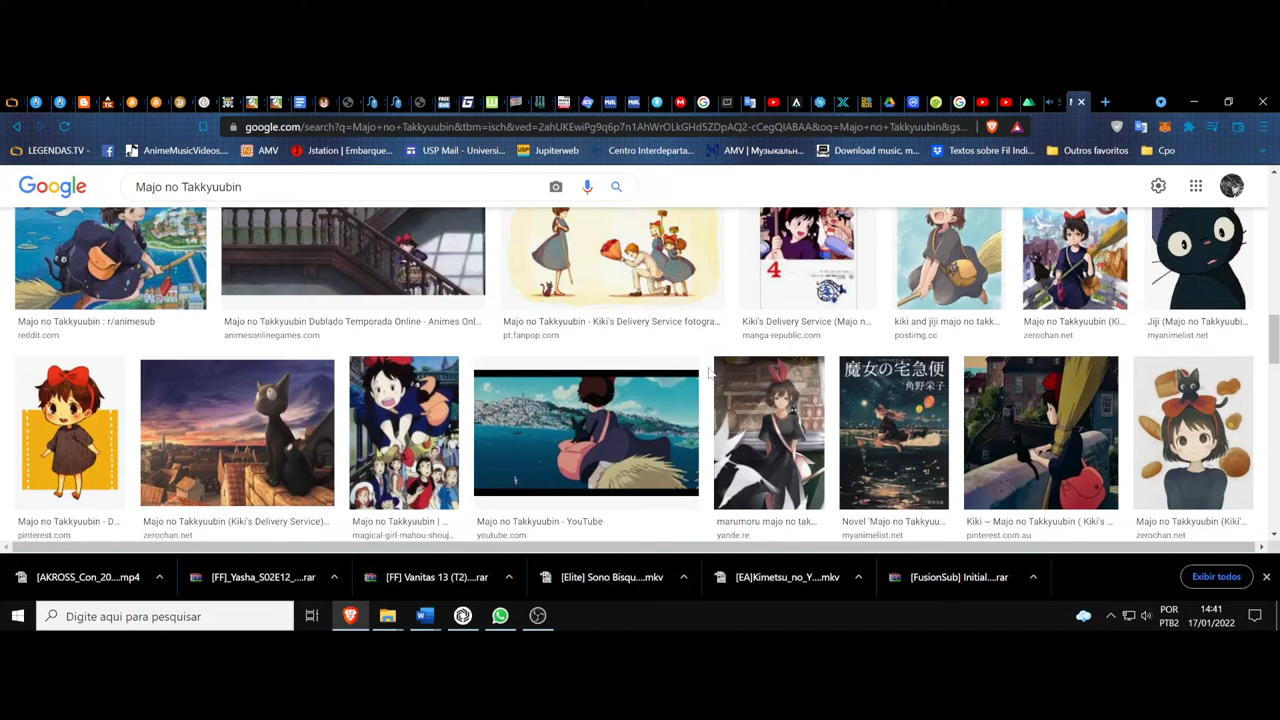 google.com/search?q=Majo+no+Takkyuubin&tbm=isch&ved=2ahUKEwiPg9q6p7n1AhWrOLkGHd5ZDpAQ2-cCegQIABAA&oq=Majo+no+Takkyuubin&gs...
LEGENDAS.TV -
AnimeMusicVideos...
AMV
Jstation | Embarque...
USP Mail - Universi...
Jupiterweb
Centro Interdeparta...
AMV | Музыкальн...
Download music, m...
Textos sobre Fil Indi...
Outros favoritos
Cpo
Google
Majo no Takkyuubin
4
Majo no Takkyuubin : r/animesub
reddit.com
Majo no Takkyuubin Dublado Temporada Online - Animes Onl...
animesonlinegames.com
Majo no Takkyuubin - Kiki's Delivery Service fotogra...
pt.fanpop.com
Kiki's Delivery Service (Majo n...
manga-republic.com
kiki and jiji majo no takk...
postimg.cc
Majo no Takkyuubin (Ki...
zerochan.net
Jiji (Majo no Takkyuubi...
myanimelist.net
魔女の宅急便
角野栄子
Majo no Takkyuubin - D...
pinterest.com
Majo no Takkyuubin (Kiki's Delivery Service)...
zerochan.net
Majo no Takkyuubin | ...
magical-girl-mahou-shouj...
Majo no Takkyuubin - YouTube
youtube.com
marumoru majo no tak...
yande.re
Novel 'Majo no Takkyuu...
myanimelist.net
Kiki ~ Majo no Takkyuubin ( Kiki's ...
pinterest.com.au
Majo no Takkyuubin (Kiki'...
zerochan.net
[AKROSS_Con_20....mp4
[FF]_Yasha_S02E12_....rar
[FF] Vanitas 13 (T2)....rar
[Elite] Sono Bisqu....mkv
[EA]Kimetsu_no_Y....mkv
[FusionSub] Initial....rar
Exibir todos
Digite aqui para pesquisar
POR
PTB2
14:41
17/01/2022